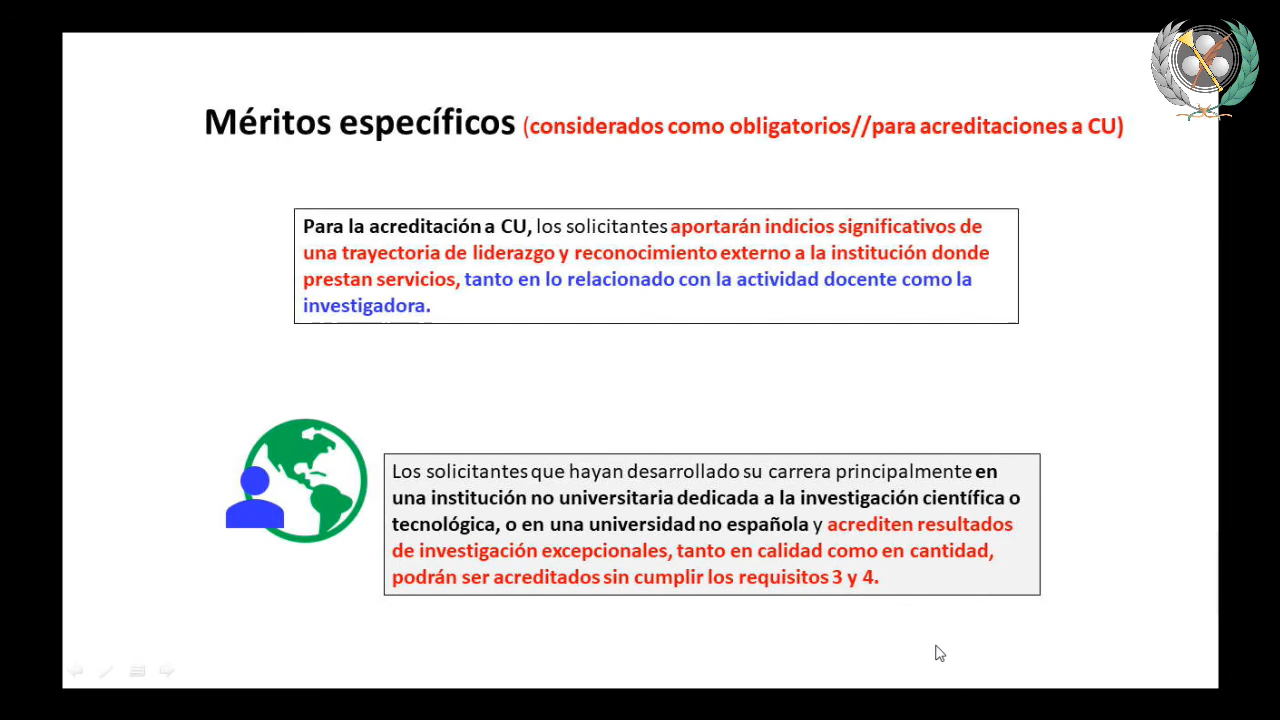 Méritos específicos (considerados como obligatorios//para acreditaciones a CU)
Para la acreditación a CU, los solicitantes aportarán indicios significativos de
una trayectoria de liderazgo y reconocimiento externo a la institución donde
prestan servicios, tanto en lo relacionado con la actividad docente como la
investigadora.
Los solicitantes que hayan desarrollado su carrera principalmente en
una institución no universitaria dedicada a la investigación científica o
tecnológica, o en una universidad no española y acrediten resultados
de investigación excepcionales, tanto en calidad como en cantidad,
podrán ser acreditados sin cumplir los requisitos 3 y 4.